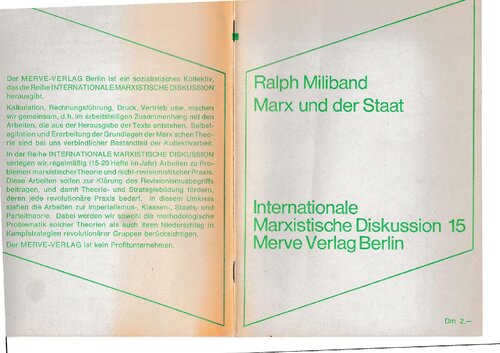 Der MERVE-VERLAG Berlin ist ein sozialistisches Kollektiv,
das die Reihe INTERNATIONALE MARXISTISCHE DISKUSSION
herausgibt.
Kalkulation, Rechnungsführung, Druck, Vertrieb usw. machen
wir gemeinsam, d.h. im arbeitsteiligen Zusammenhang mit den
Arbeiten, die aus der Herausgabe der Texte entstehen. Selbst-
agitation und Erarbeitung der Grundlagen der Marx'schen Theo-
rie sind bei uns verbindlicher Bestandteil der Kollektivarbeit.
In der Reihe INTERNATIONALE MARXISTISCHE DISKUSSION
verlegen wir regelmäßig (15-20 Hefte im Jahr) Arbeiten zu Pro-
blemen marxistischer Theorie und nicht-revisionistischer Praxis.
Diese Arbeiten sollen zur Klärung des Revisionismusbegriffs
beitragen, und damit Theorie- und Strategiebildung fördern,
deren jede revolutionäre Praxis bedarf. In diesem Umkreis
stehen die Arbeiten zur Imperialismus-, Klassen-, Staats- und
Parteitheorie. Dabei werden wir sowohl die methodologische
Problematik solcher Theorien als auch ihren Niederschlag in
Kampfstrategien revolutionärer Gruppen berücksichtigen.
Der MERVE-VERLAG ist kein Profitunternehmen.
Ralph Miliband
Marx und der Staat
Internationale
Marxistische Diskussion 15
Merve Verlag Berlin
Dm 2.—